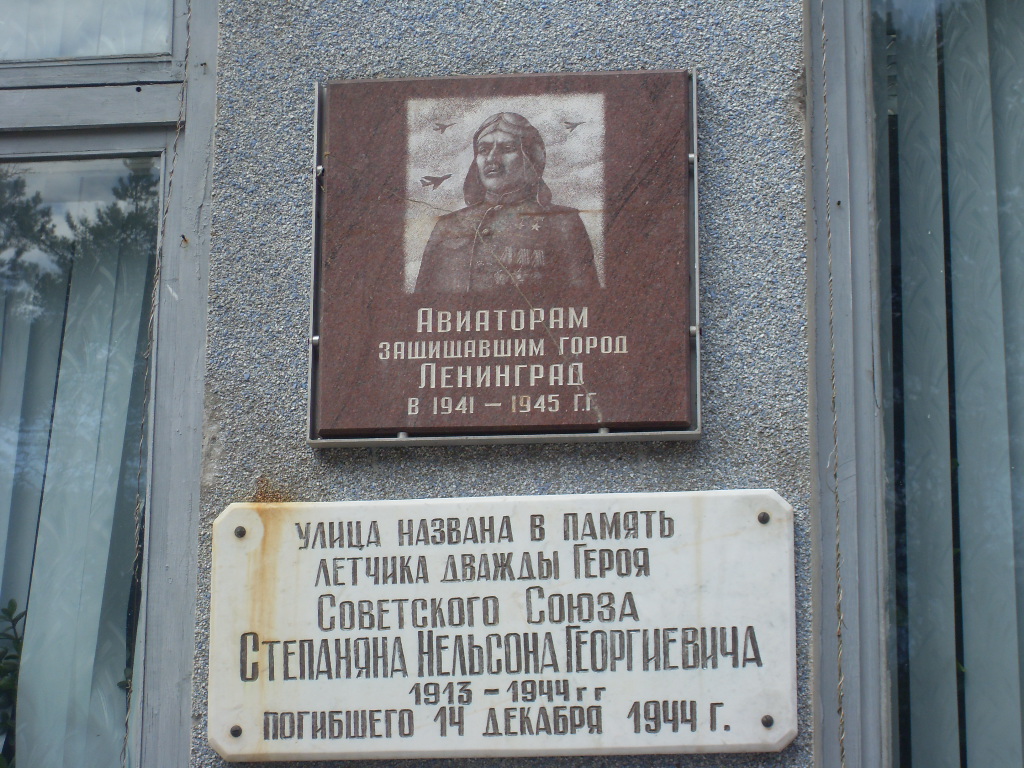 Авиаторам
защищавшим город
Ленинград
в 1941 – 1945 г.г
улица названа в память
летчика дважды Героя
Советского Союза
Степаняна Нельсона Георгиевича
1913 – 1944 г г
погибшего 14 декабря 1944 г.